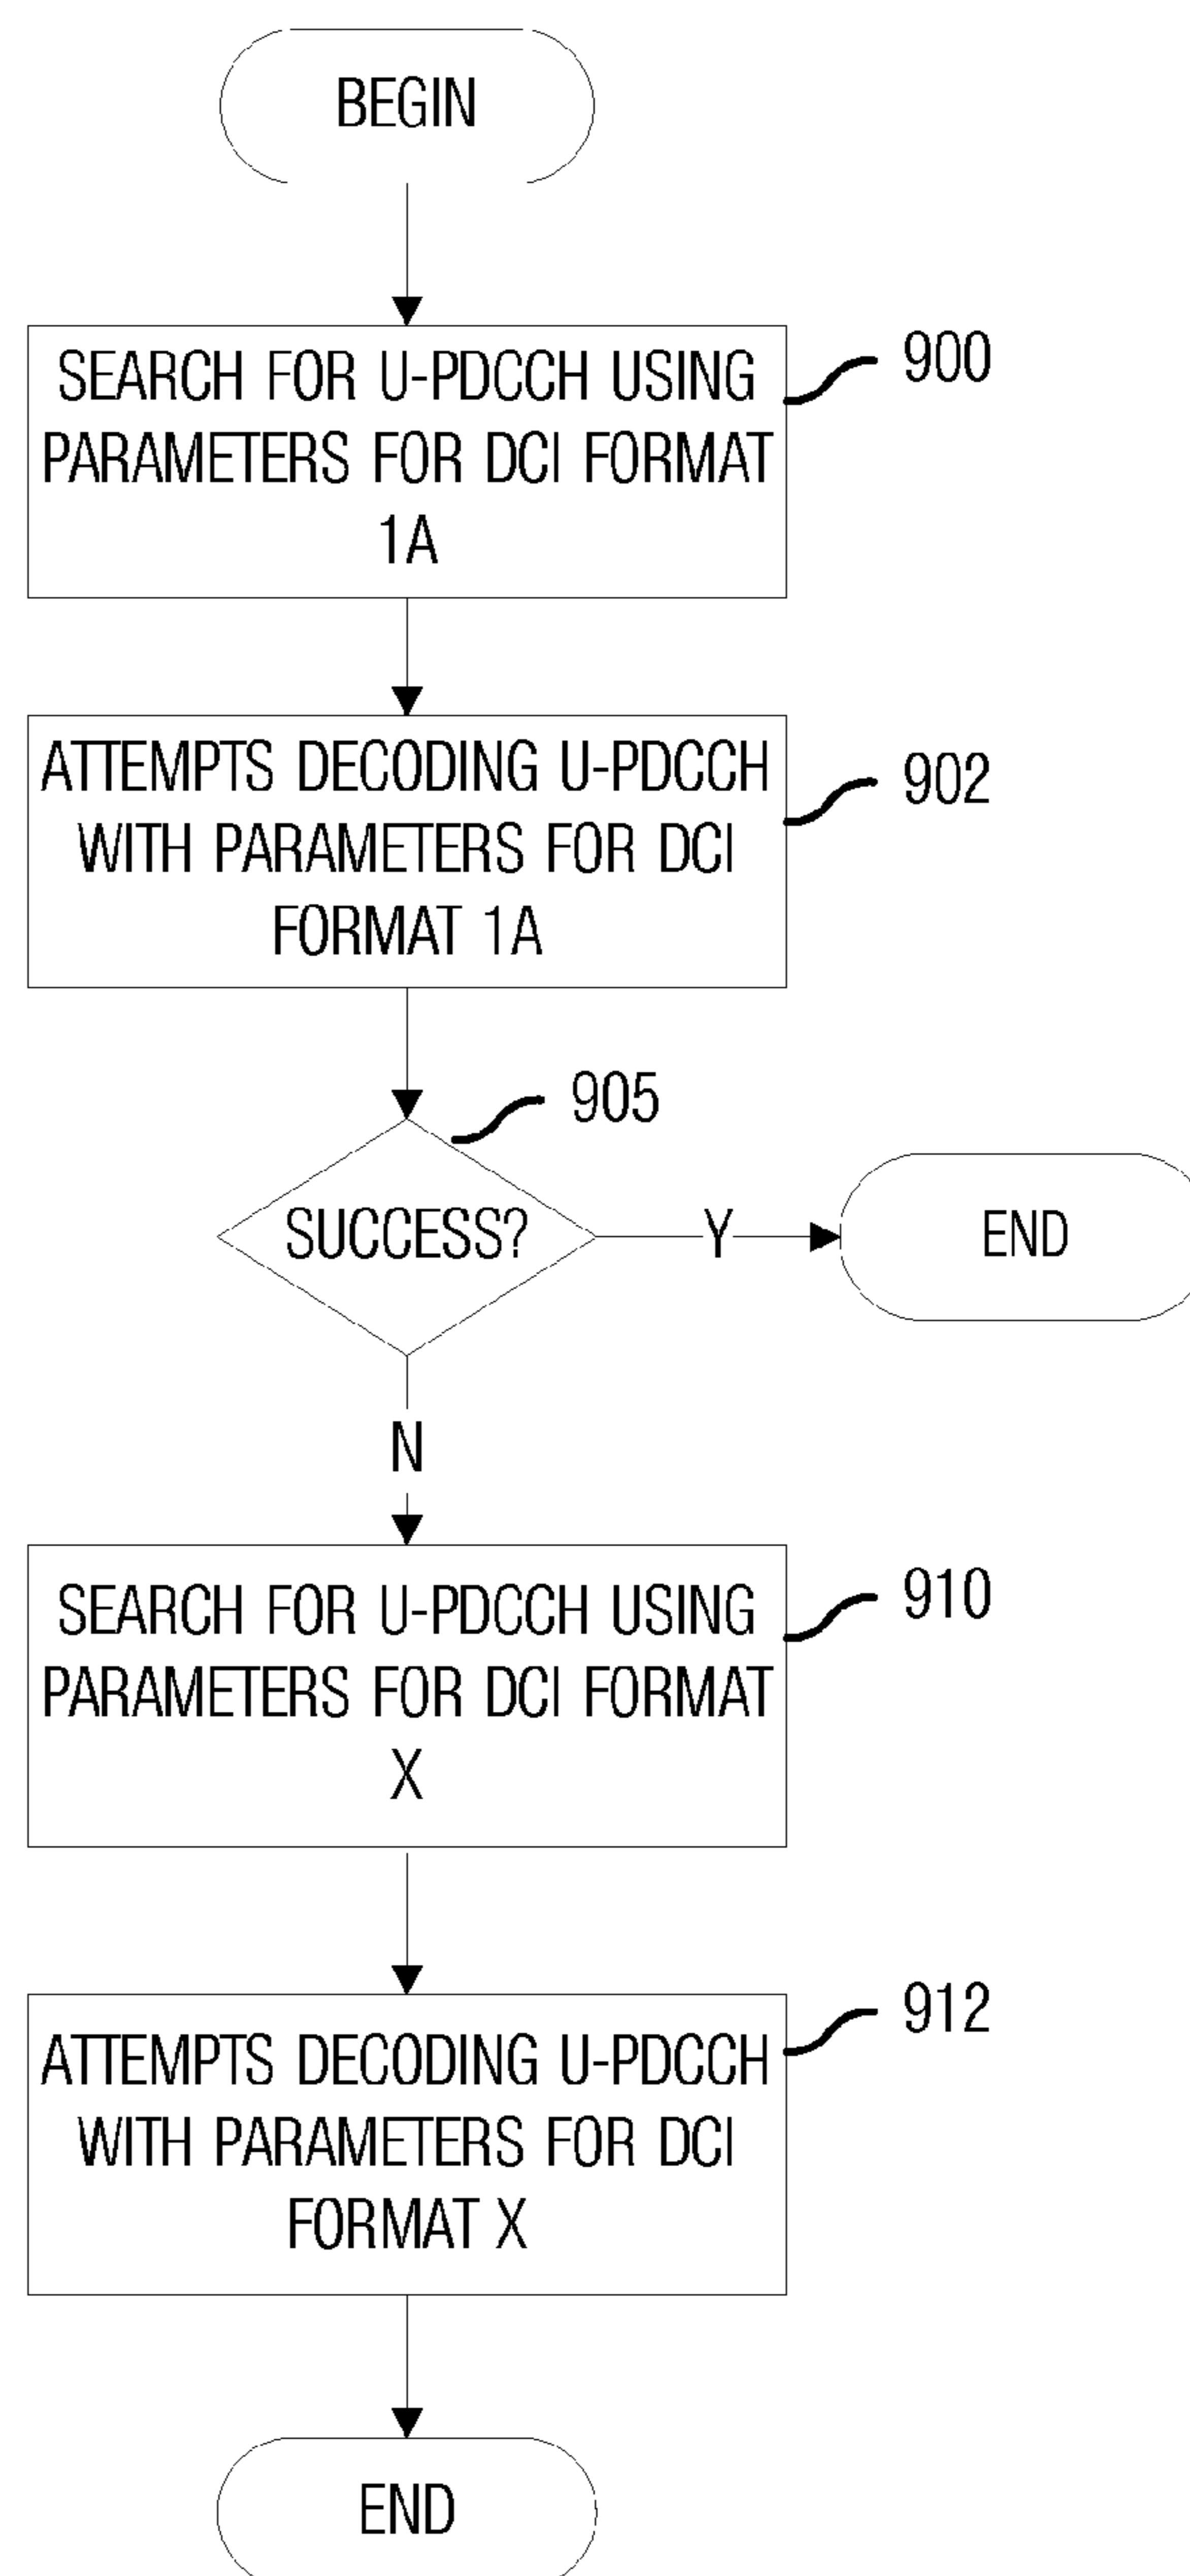 BEGIN
SEARCH FOR U-PDCCH USING
PARAMETERS FOR DCI FORMAT
1A
900
ATTEMPTS DECODING U-PDCCH
WITH PARAMETERS FOR DCI
FORMAT 1A
902
905
SUCCESS?
Y
END
N
SEARCH FOR U-PDCCH USING
PARAMETERS FOR DCI FORMAT
X
910
ATTEMPTS DECODING U-PDCCH
WITH PARAMETERS FOR DCI
FORMAT X
912
END